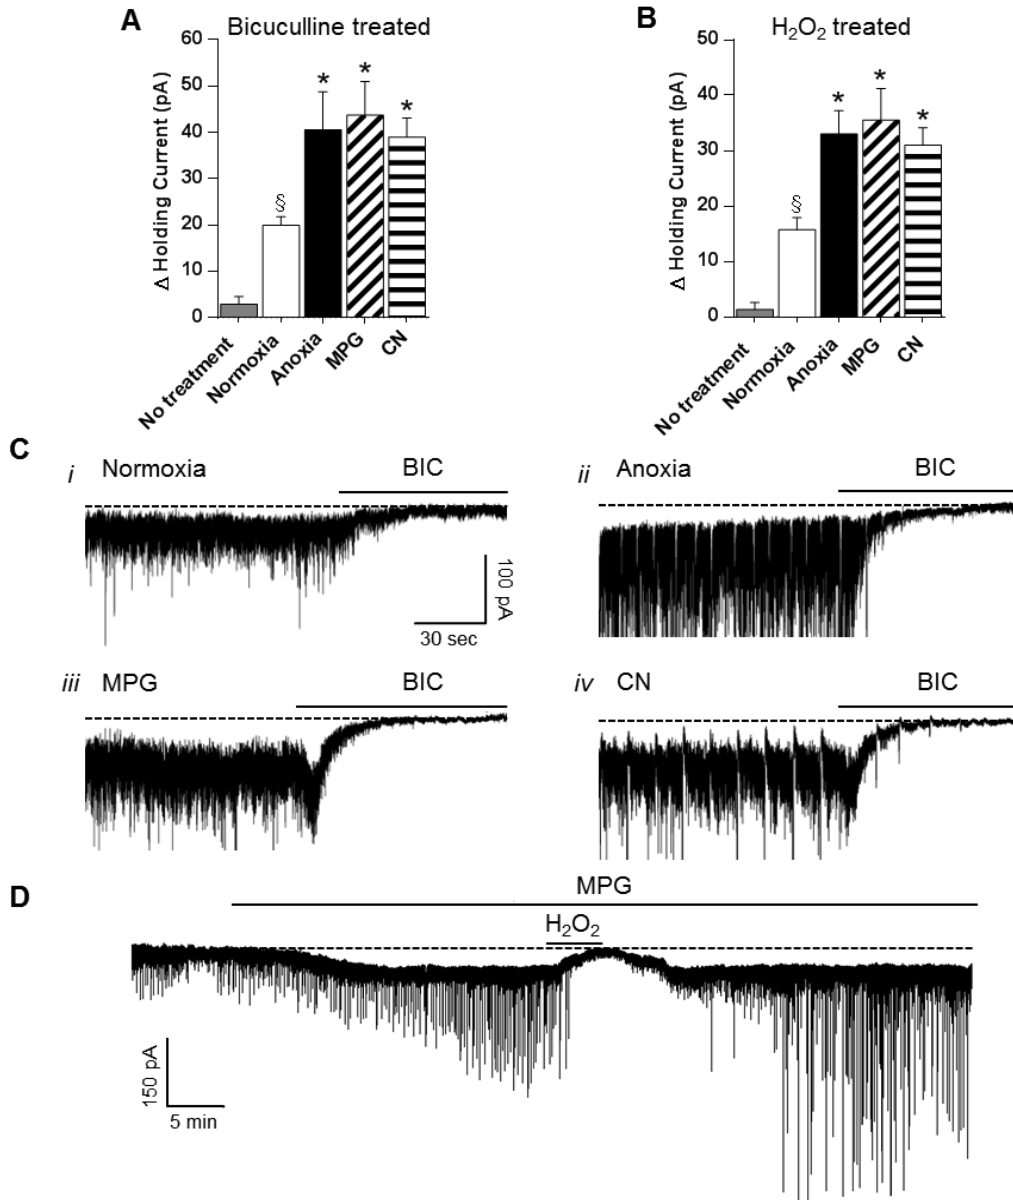 A
Bicuculline treated
Δ Holding Current (pA)
60
50
40
30
20
10
0
*
*
*
§
No treatment
Normoxia
Anoxia
MPG
CN
B
H₂O₂ treated
Δ Holding Current (pA)
50
40
30
20
10
0
*
*
*
§
No treatment
Normoxia
Anoxia
MPG
CN
C
i Normoxia BIC
100 pA
30 sec
ii Anoxia BIC
iii MPG BIC
iv CN BIC
D
MPG
H₂O₂
150 pA
5 min